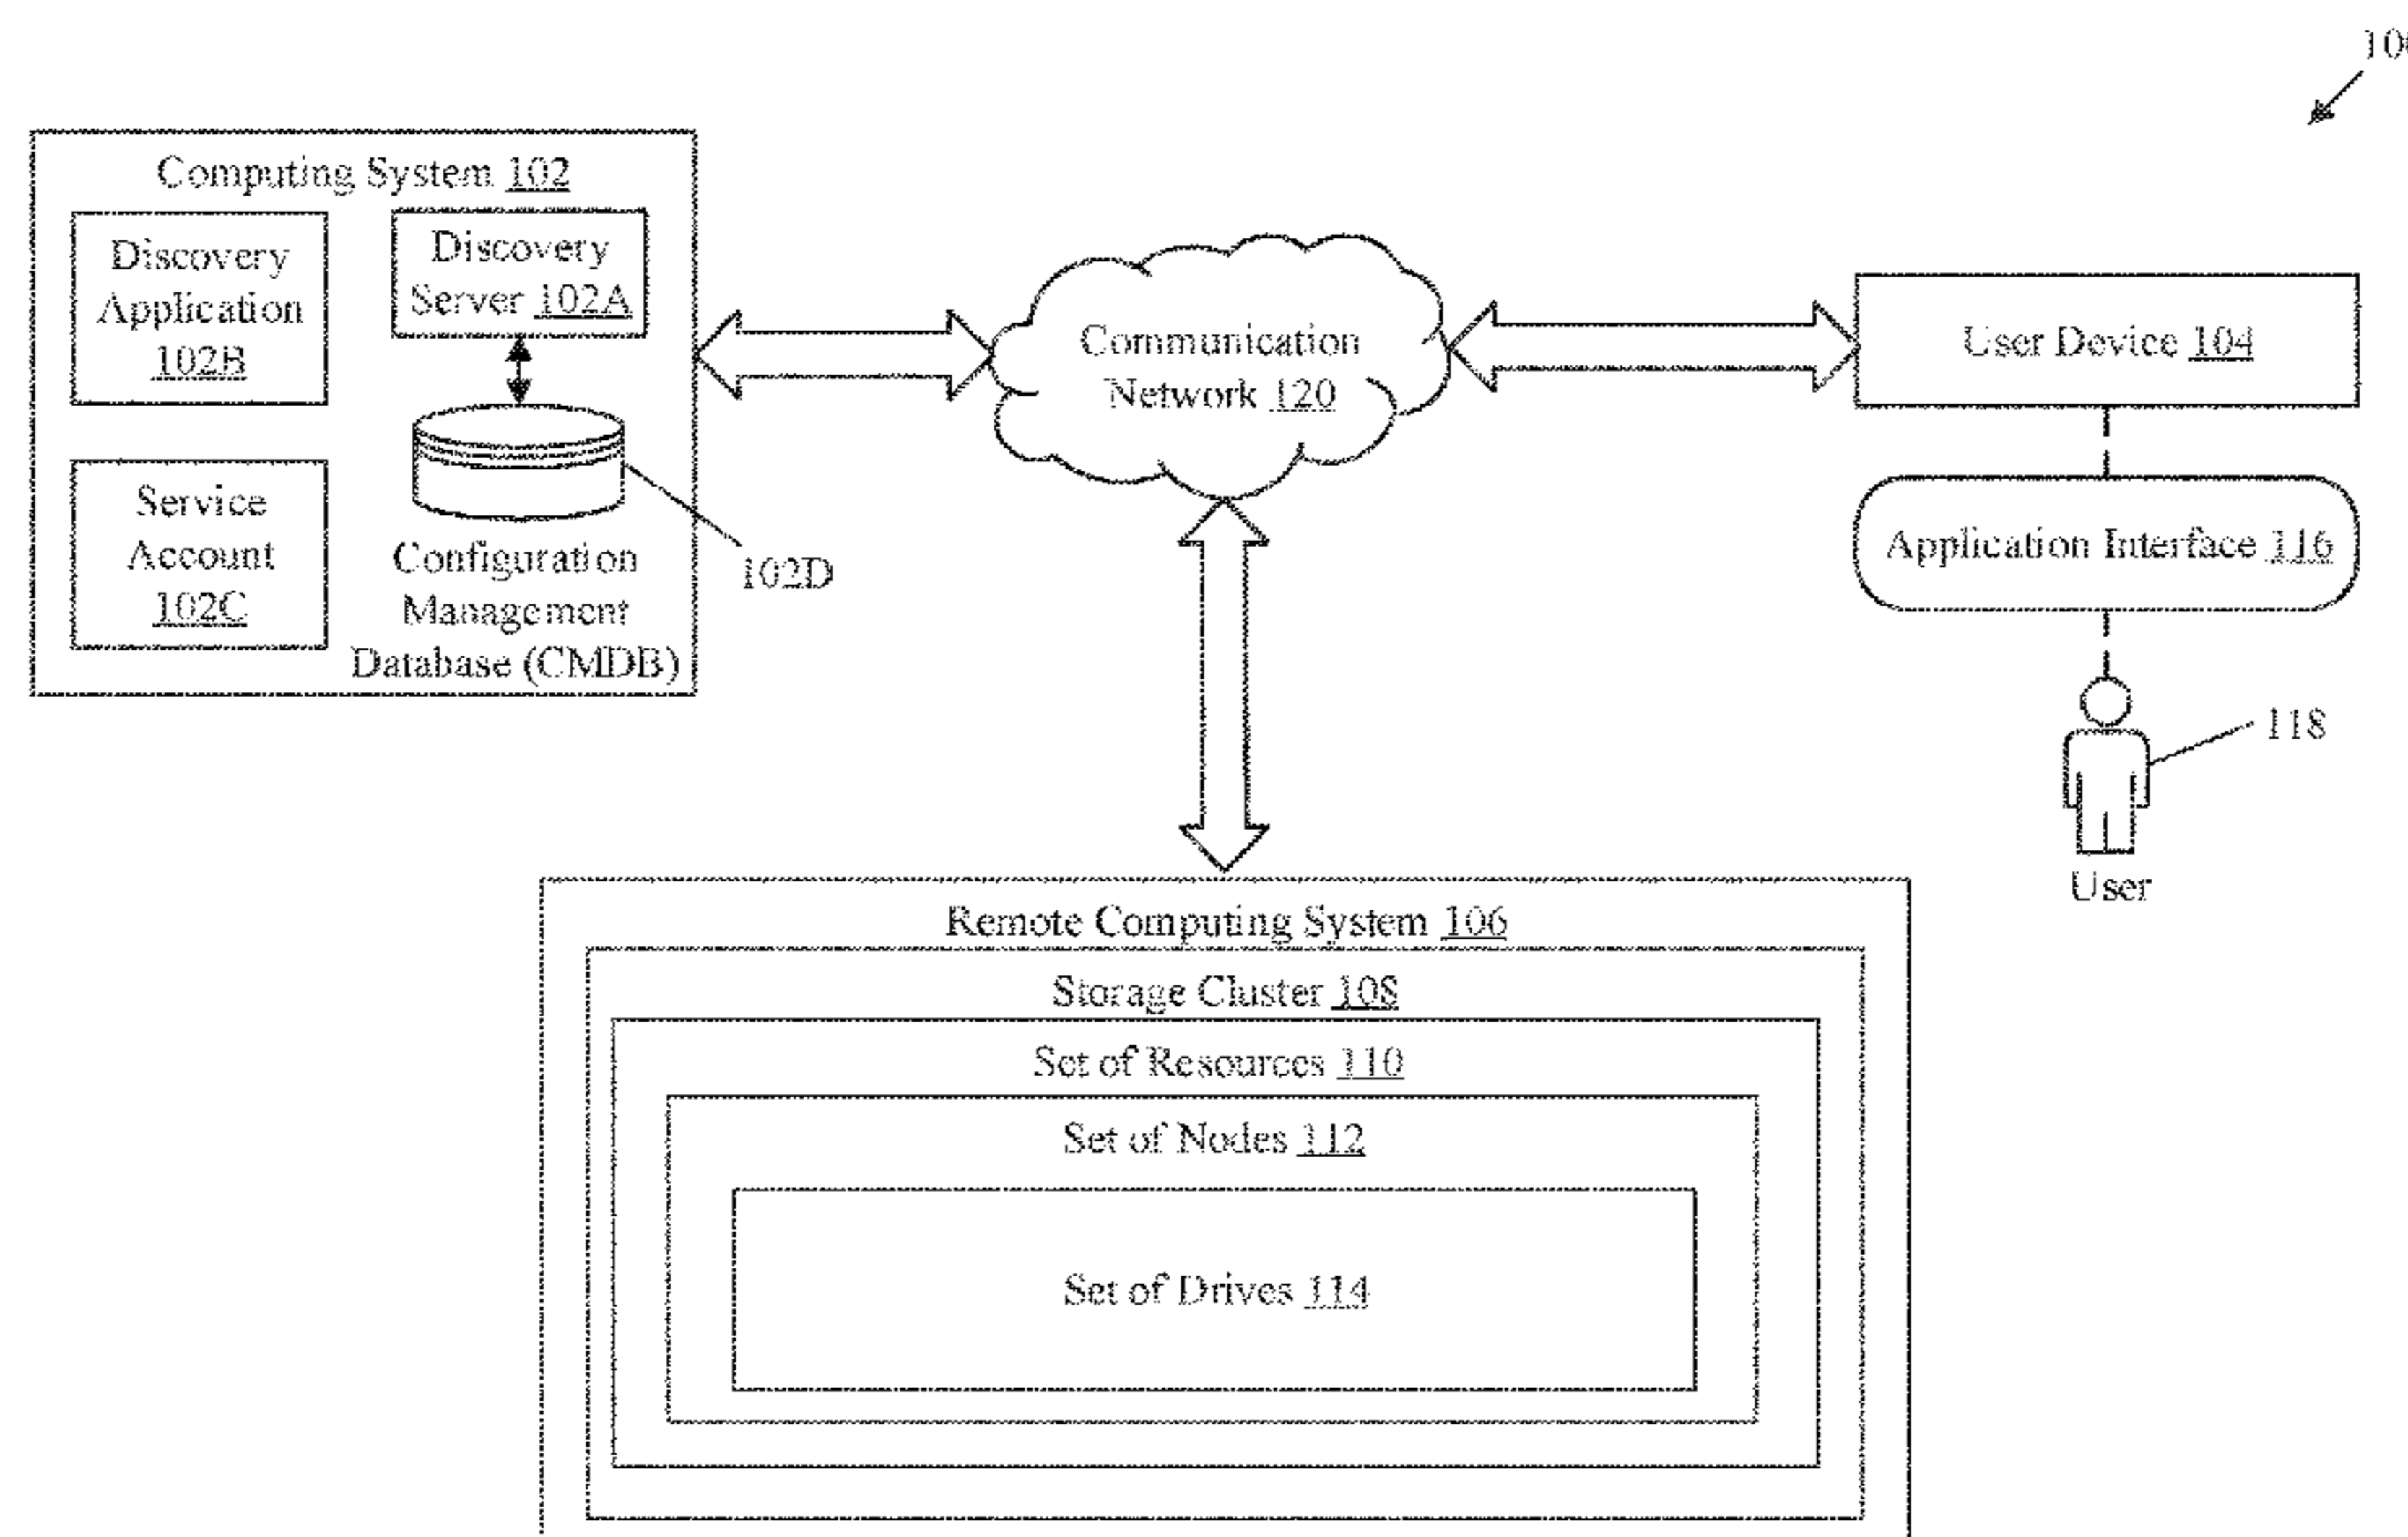 Computing System 102
Discovery
Application
102B
Discovery
Server 102A
Service
Account
102C
Configuration
Management
Database (CMDB)
102D
Communication
Network 120
User Device 104
Application Interface 116
118
User
Remote Computing System 106
Storage Cluster 108
Set of Resources 110
Set of Nodes 112
Set of Drives 114